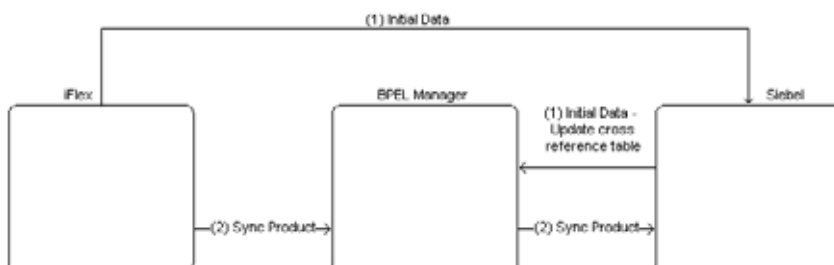 (1) Initial Data
iFlex
BPEL Manager
Siebel
(1) Initial Data -
Update cross
reference table
(2) Sync Product
(2) Sync Product